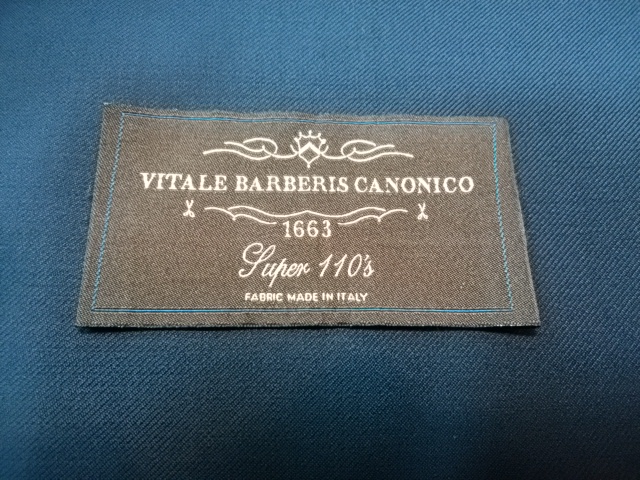 VITALE BARBERIS CANONICO
1663
Super 110's
FABRIC MADE IN ITALY